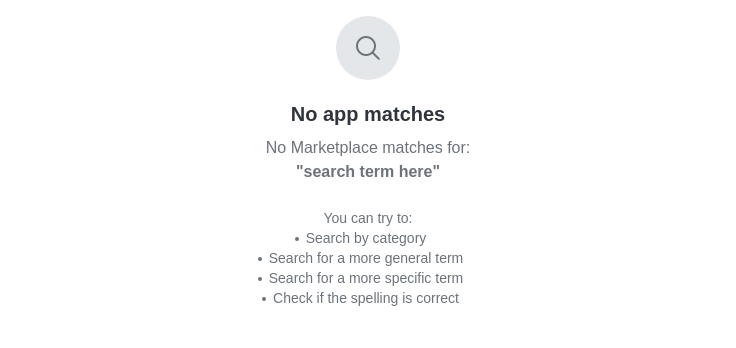 No app matches
No Marketplace matches for:
"search term here"
You can try to:
• Search by category
• Search for a more general term
• Search for a more specific term
• Check if the spelling is correct